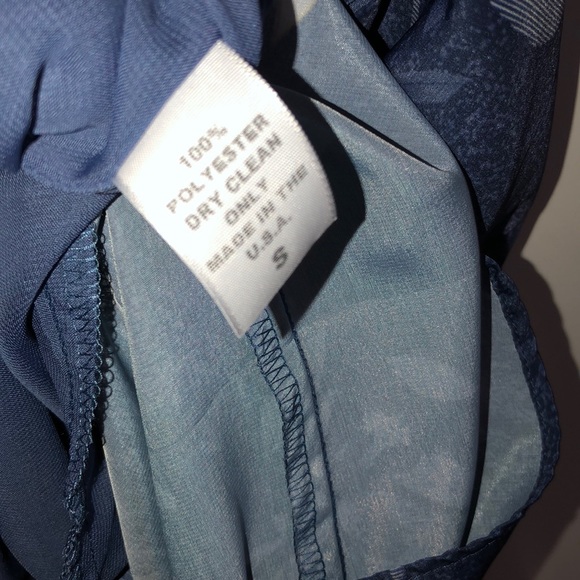 100%
POLYESTER
DRY CLEAN
ONLY
MADE IN THE
U.S.A.
S